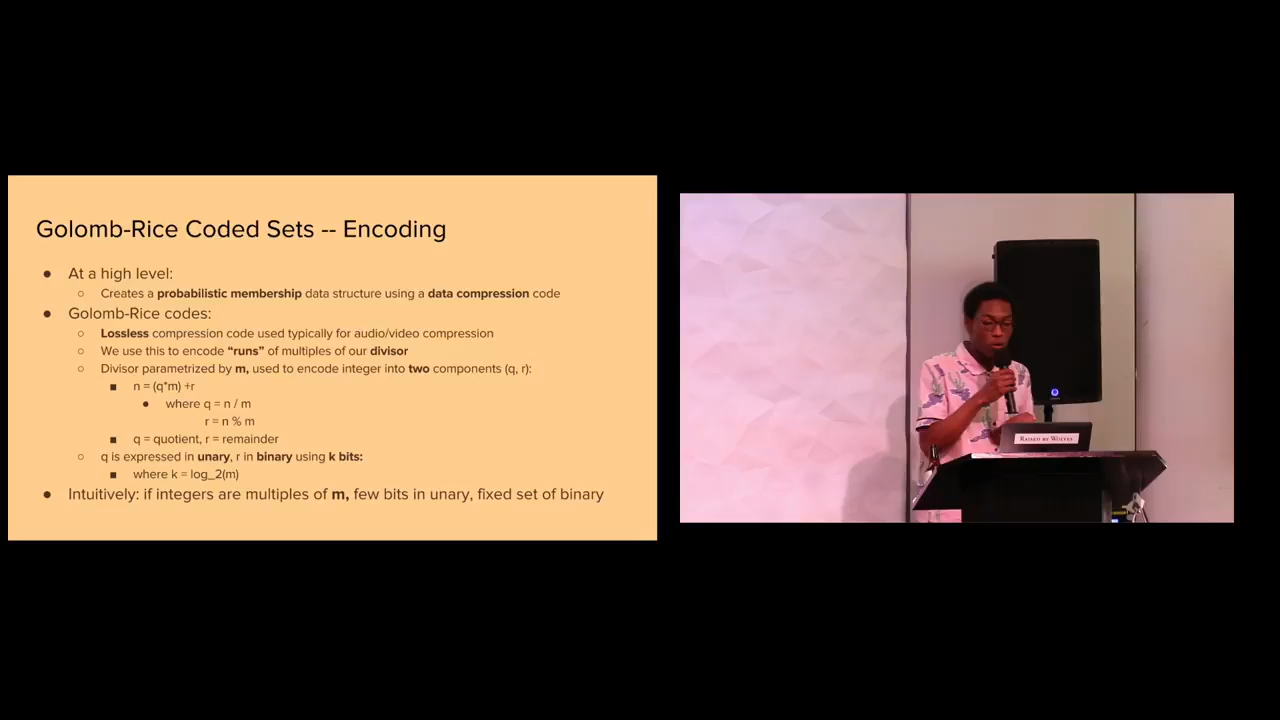 Golomb-Rice Coded Sets -- Encoding
● At a high level:
○ Creates a probabilistic membership data structure using a data compression code
● Golomb-Rice codes:
○ Lossless compression code used typically for audio/video compression
○ We use this to encode “runs” of multiples of our divisor
○ Divisor parametrized by m, used to encode integer into two components (q, r):
■ n = (q*m) +r
● where q = n / m
r = n % m
■ q = quotient, r = remainder
○ q is expressed in unary, r in binary using k bits:
■ where k = log_2(m)
● Intuitively: if integers are multiples of m, few bits in unary, fixed set of binary
RAISED BY WOLVES